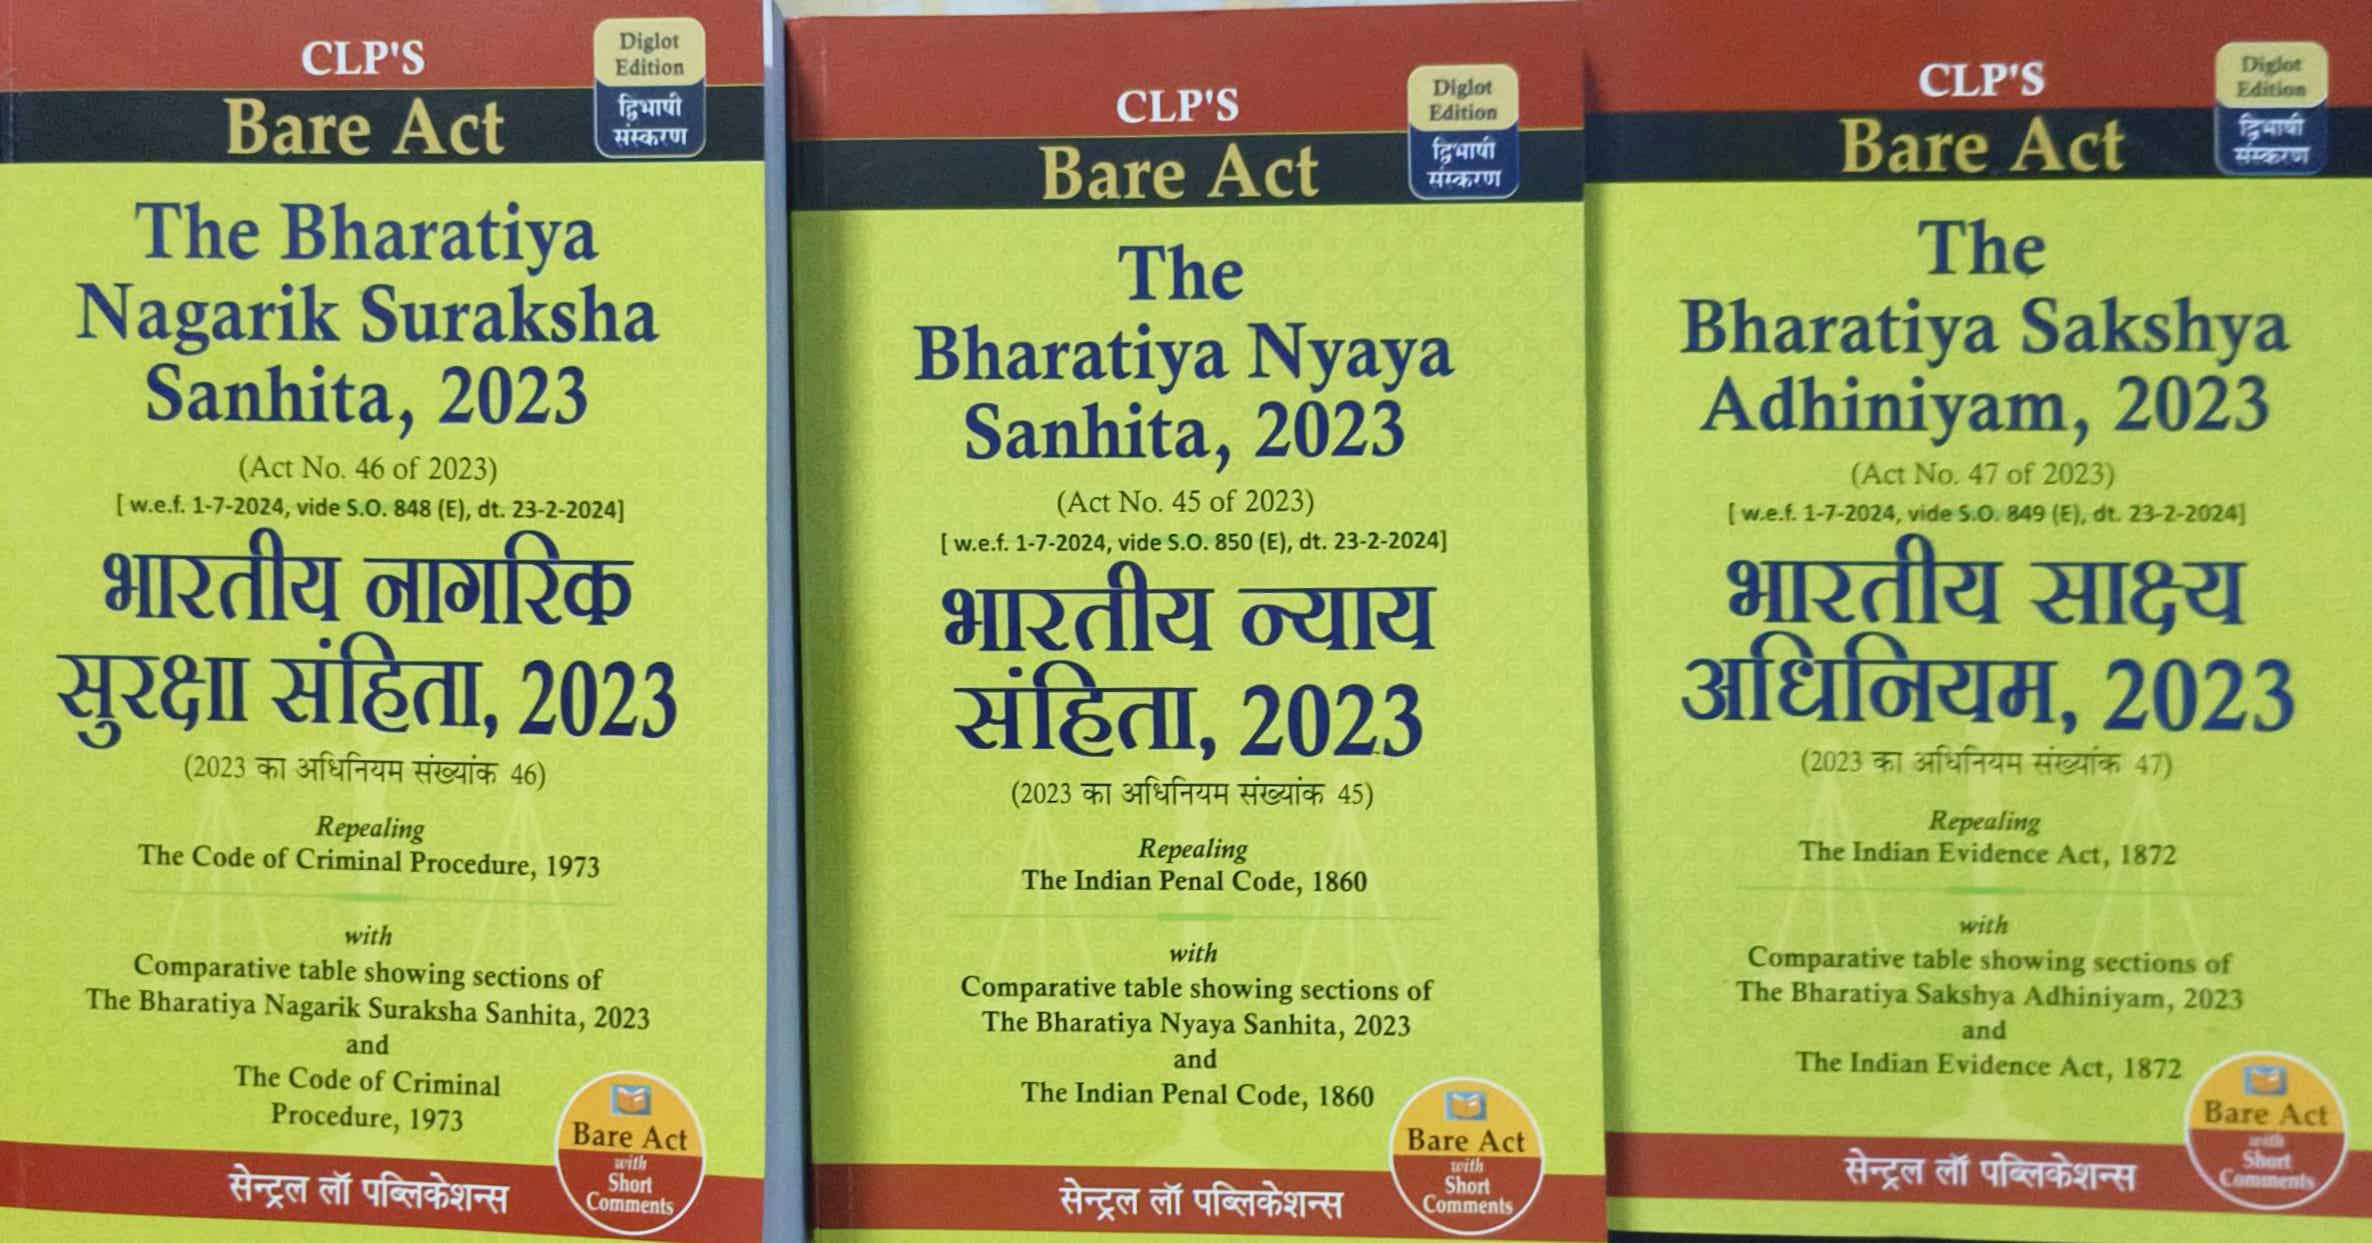 CLP'S
Diglot
Edition
द्विभाषी
संस्करण
Bare Act
The Bharatiya
Nagarik Suraksha
Sanhita, 2023
(Act No. 46 of 2023)
[ w.e.f. 1-7-2024, vide S.O. 848 (E), dt. 23-2-2024]
भारतीय नागरिक
सुरक्षा संहिता, 2023
(2023 का अधिनियम संख्यांक 46)
Repealing
The Code of Criminal Procedure, 1973
with
Comparative table showing sections of
The Bharatiya Nagarik Suraksha Sanhita, 2023
and
The Code of Criminal
Procedure, 1973
Bare Act
with
Short
Comments
सेन्ट्रल लॉ पब्लिकेशन्स
CLP'S
Diglot
Edition
द्विभाषी
संस्करण
Bare Act
The
Bharatiya Nyaya
Sanhita, 2023
(Act No. 45 of 2023)
[ w.e.f. 1-7-2024, vide S.O. 850 (E), dt. 23-2-2024]
भारतीय न्याय
संहिता, 2023
(2023 का अधिनियम संख्यांक 45)
Repealing
The Indian Penal Code, 1860
with
Comparative table showing sections of
The Bharatiya Nyaya Sanhita, 2023
and
The Indian Penal Code, 1860
Bare Act
with
Short
Comments
सेन्ट्रल लॉ पब्लिकेशन्स
CLP'S
Diglot
Edition
द्विभाषी
संस्करण
Bare Act
The
Bharatiya Sakshya
Adhiniyam, 2023
(Act No. 47 of 2023)
[ w.e.f. 1-7-2024, vide S.O. 849 (E), dt. 23-2-2024]
भारतीय साक्ष्य
अधिनियम, 2023
(2023 का अधिनियम संख्यांक 47)
Repealing
The Indian Evidence Act, 1872
with
Comparative table showing sections of
The Bharatiya Sakshya Adhiniyam, 2023
and
The Indian Evidence Act, 1872
Bare Act
with
Short
Comments
सेन्ट्रल लॉ पब्लिकेशन्स